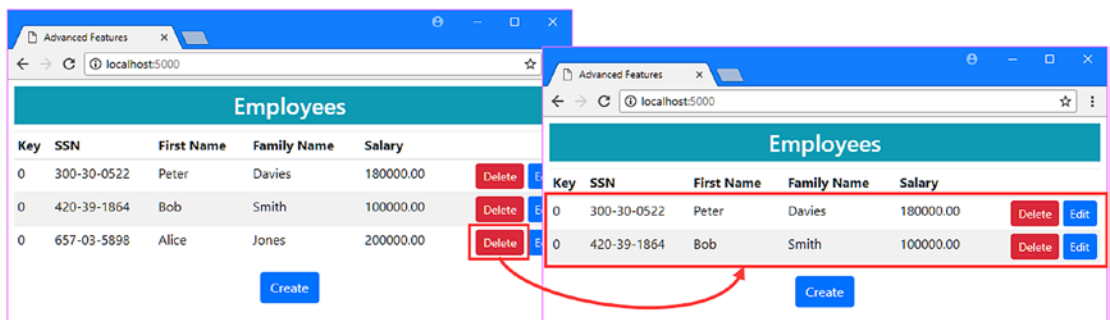 Advanced Features
localhost:5000
Employees
Key SSN First Name Family Name Salary
0 300-30-0522 Peter Davies 180000.00 Delete
0 420-39-1864 Bob Smith 100000.00 Delete
0 657-03-5898 Alice Jones 200000.00 Delete
Create
Advanced Features
localhost:5000
Employees
Key SSN First Name Family Name Salary
0 300-30-0522 Peter Davies 180000.00 Delete Edit
0 420-39-1864 Bob Smith 100000.00 Delete Edit
Create